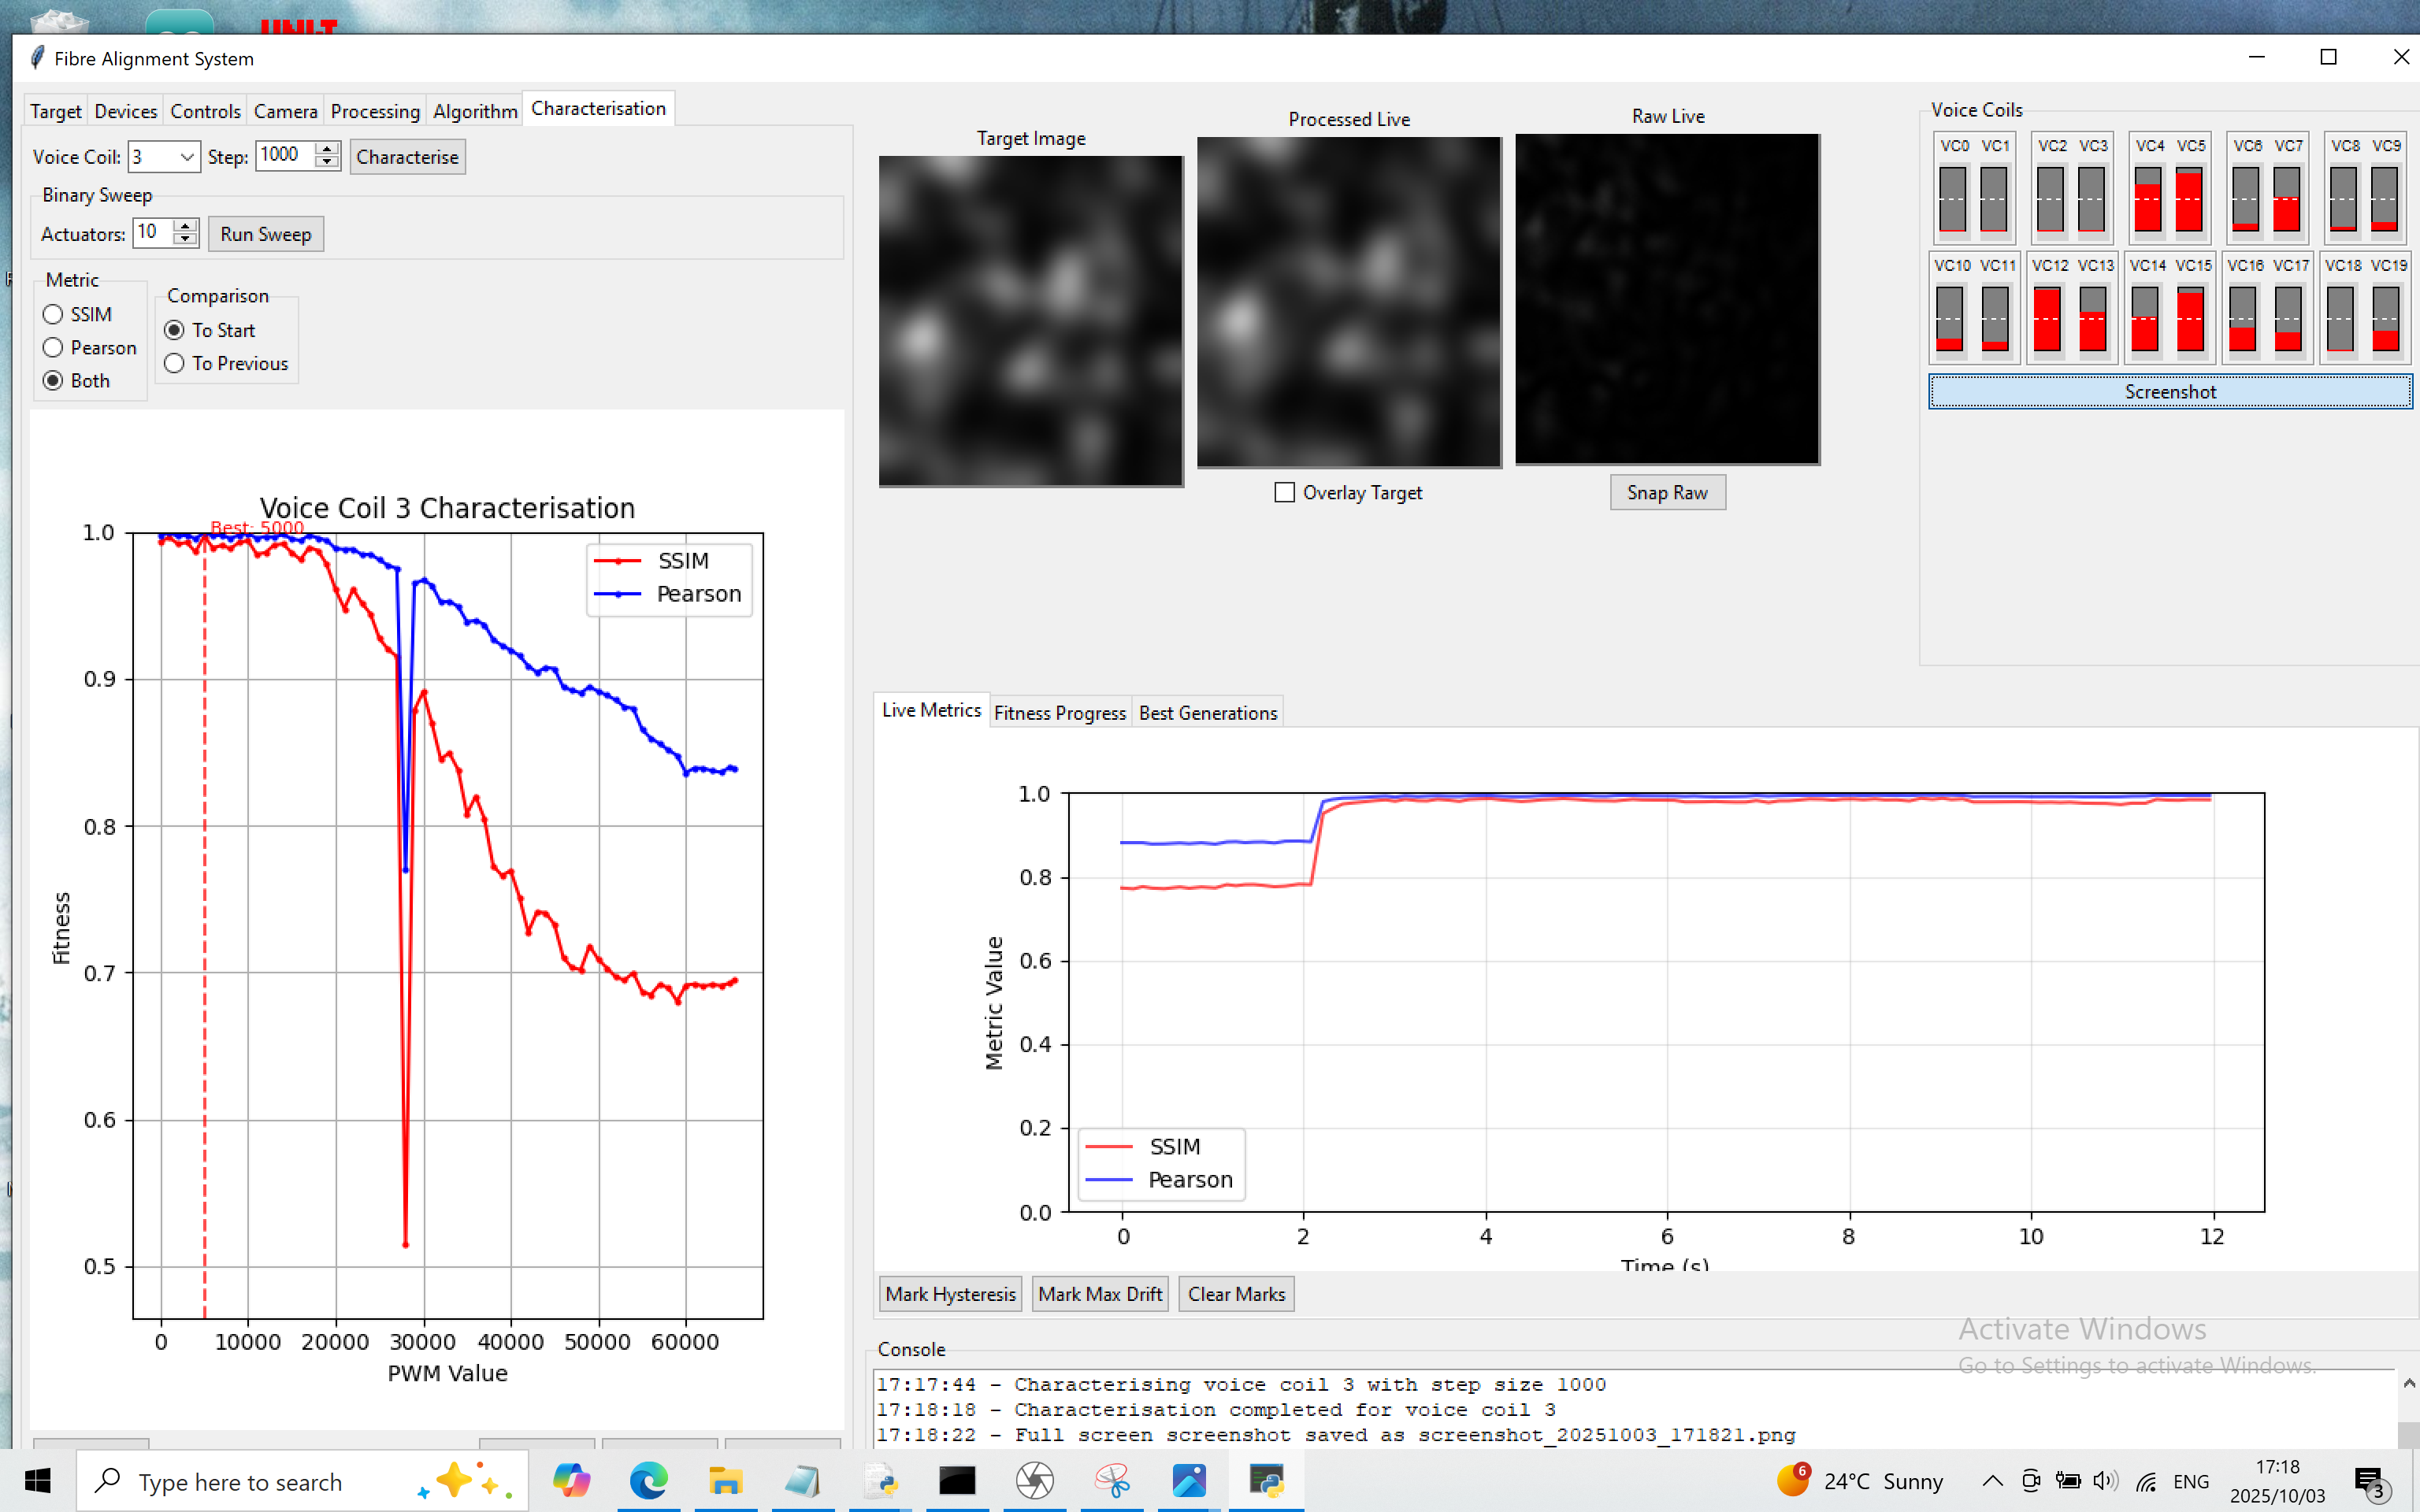 UNI-T
Fibre Alignment System
Target Devices Controls Camera Processing Algorithm Characterisation
Voice Coil: 3 Step: 1000 Characterise
Binary Sweep
Actuators: 10 Run Sweep
Metric
SSIM
Pearson
Both
Comparison
To Start
To Previous
Voice Coil 3 Characterisation
Best: 5000
1.0
0.9
0.8
0.7
0.6
0.5
Fitness
SSIM
Pearson
0 10000 20000 30000 40000 50000 60000
PWM Value
Target Image
Processed Live
Raw Live
Overlay Target
Snap Raw
Voice Coils
VC0 VC1 VC2 VC3 VC4 VC5 VC6 VC7 VC8 VC9
VC10 VC11 VC12 VC13 VC14 VC15 VC16 VC17 VC18 VC19
Screenshot
Live Metrics Fitness Progress Best Generations
1.0
0.8
0.6
0.4
0.2
0.0
Metric Value
SSIM
Pearson
0 2 4 6 8 10 12
Time (s)
Mark Hysteresis Mark Max Drift Clear Marks
Activate Windows
Go to Settings to activate Windows.
Console
17:17:44 - Characterising voice coil 3 with step size 1000
17:18:18 - Characterisation completed for voice coil 3
17:18:22 - Full screen screenshot saved as screenshot_20251003_171821.png
Type here to search
6
24°C Sunny
ENG
17:18
2025/10/03
3